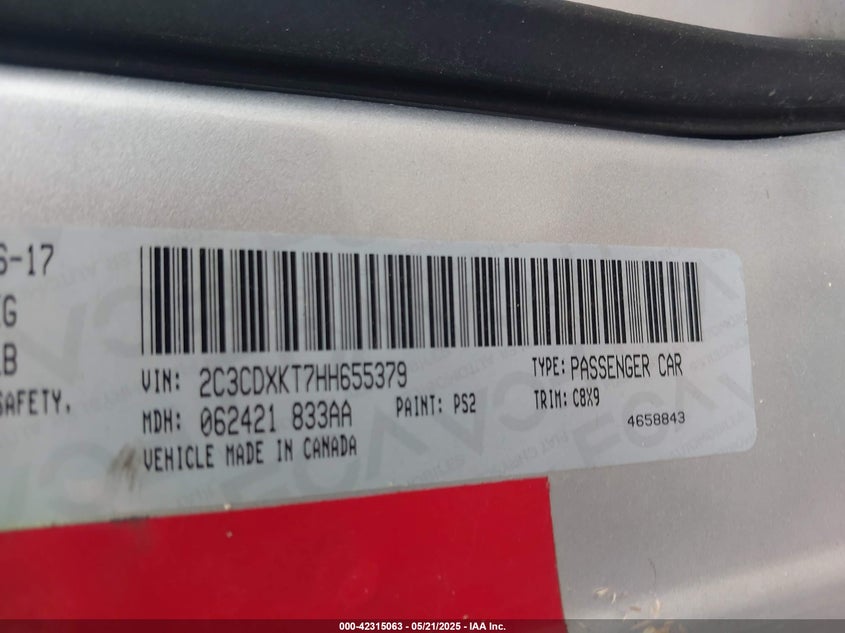 6-17
VIN: 2C3CDXKT7HH655379
TYPE: PASSENGER CAR
MDH: 062421 833AA
PAINT: PS2
TRIM: C8X9
SAFETY.
4658843
VEHICLE MADE IN CANADA
000-42315063 - 05/21/2025 - IAA Inc.